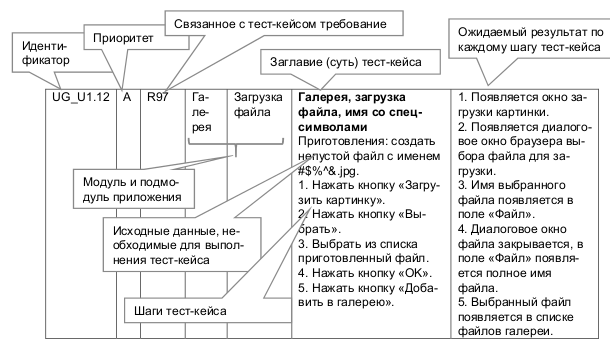 Связанное с тест-кейсом требование
Приоритет
Иденти-
фикатор
Заглавие (суть) тест-кейса
Ожидаемый результат по
каждому шагу тест-кейса
UG_U1.12
A
R97
Га-
ле-
рея
Загрузка
файла
Галерея, загрузка
файла, имя со спец-
символами
Приготовления: создать
непустой файл с именем
#$%^&.jpg.
1. Нажать кнопку «Загру-
зить картинку».
2. Нажать кнопку «Вы-
брать».
3. Выбрать из списка
приготовленный файл.
4. Нажать кнопку «OK».
5. Нажать кнопку «Доба-
вить в галерею».
1. Появляется окно за-
грузки картинки.
2. Появляется диалого-
вое окно браузера вы-
бора файла для за-
грузки.
3. Имя выбранного
файла появляется в
поле «Файл».
4. Диалоговое окно
файла закрывается, в
поле «Файл» появля-
ется полное имя
файла.
5. Выбранный файл
появляется в списке
файлов галереи.
Модуль и подмо-
дуль приложения
Исходные данные, не-
обходимые для выпол-
нения тест-кейса
Шаги тест-кейса